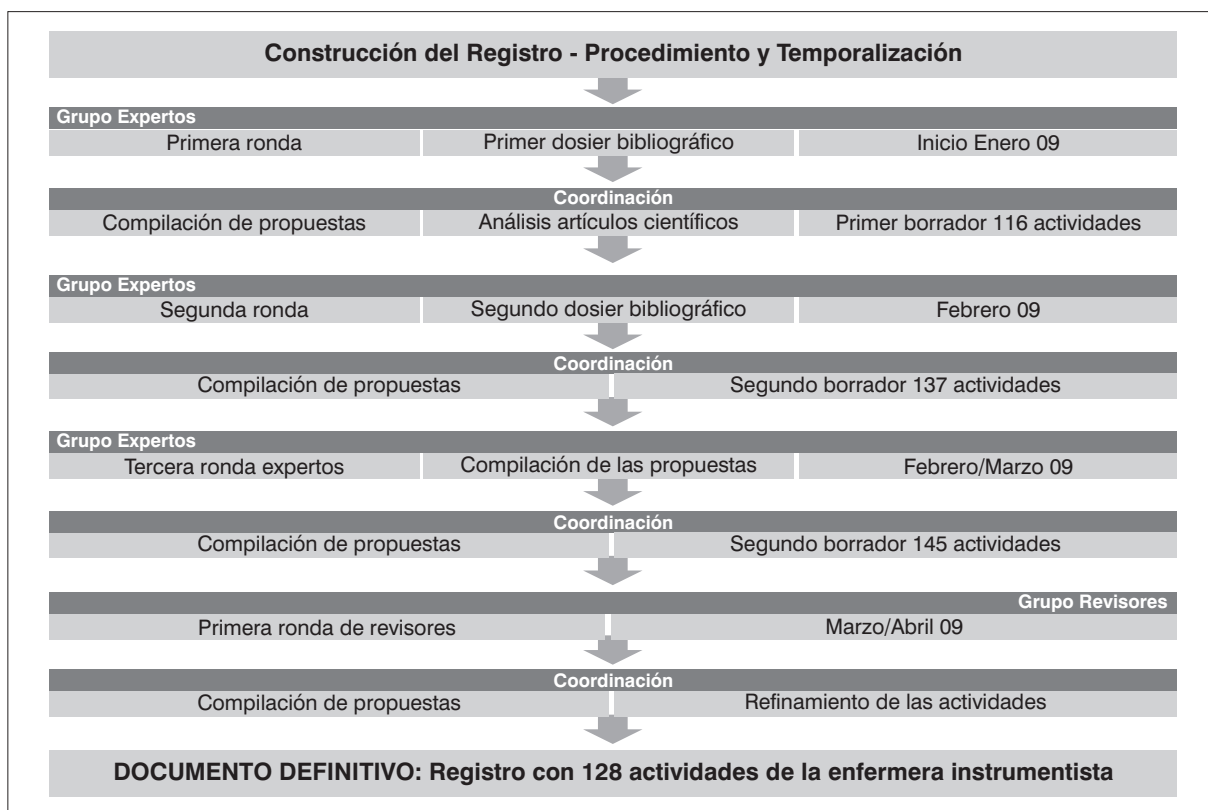 Construcción del Registro - Procedimiento y Temporalización
Grupo Expertos
Primera ronda
Primer dosier bibliográfico
Inicio Enero 09
Coordinación
Compilación de propuestas
Análisis artículos científicos
Primer borrador 116 actividades
Grupo Expertos
Segunda ronda
Segundo dosier bibliográfico
Febrero 09
Coordinación
Compilación de propuestas
Segundo borrador 137 actividades
Grupo Expertos
Tercera ronda expertos
Compilación de las propuestas
Febrero/Marzo 09
Coordinación
Compilación de propuestas
Segundo borrador 145 actividades
Grupo Revisores
Primera ronda de revisores
Marzo/Abril 09
Coordinación
Compilación de propuestas
Refinamiento de las actividades
DOCUMENTO DEFINITIVO: Registro con 128 actividades de la enfermera instrumentista